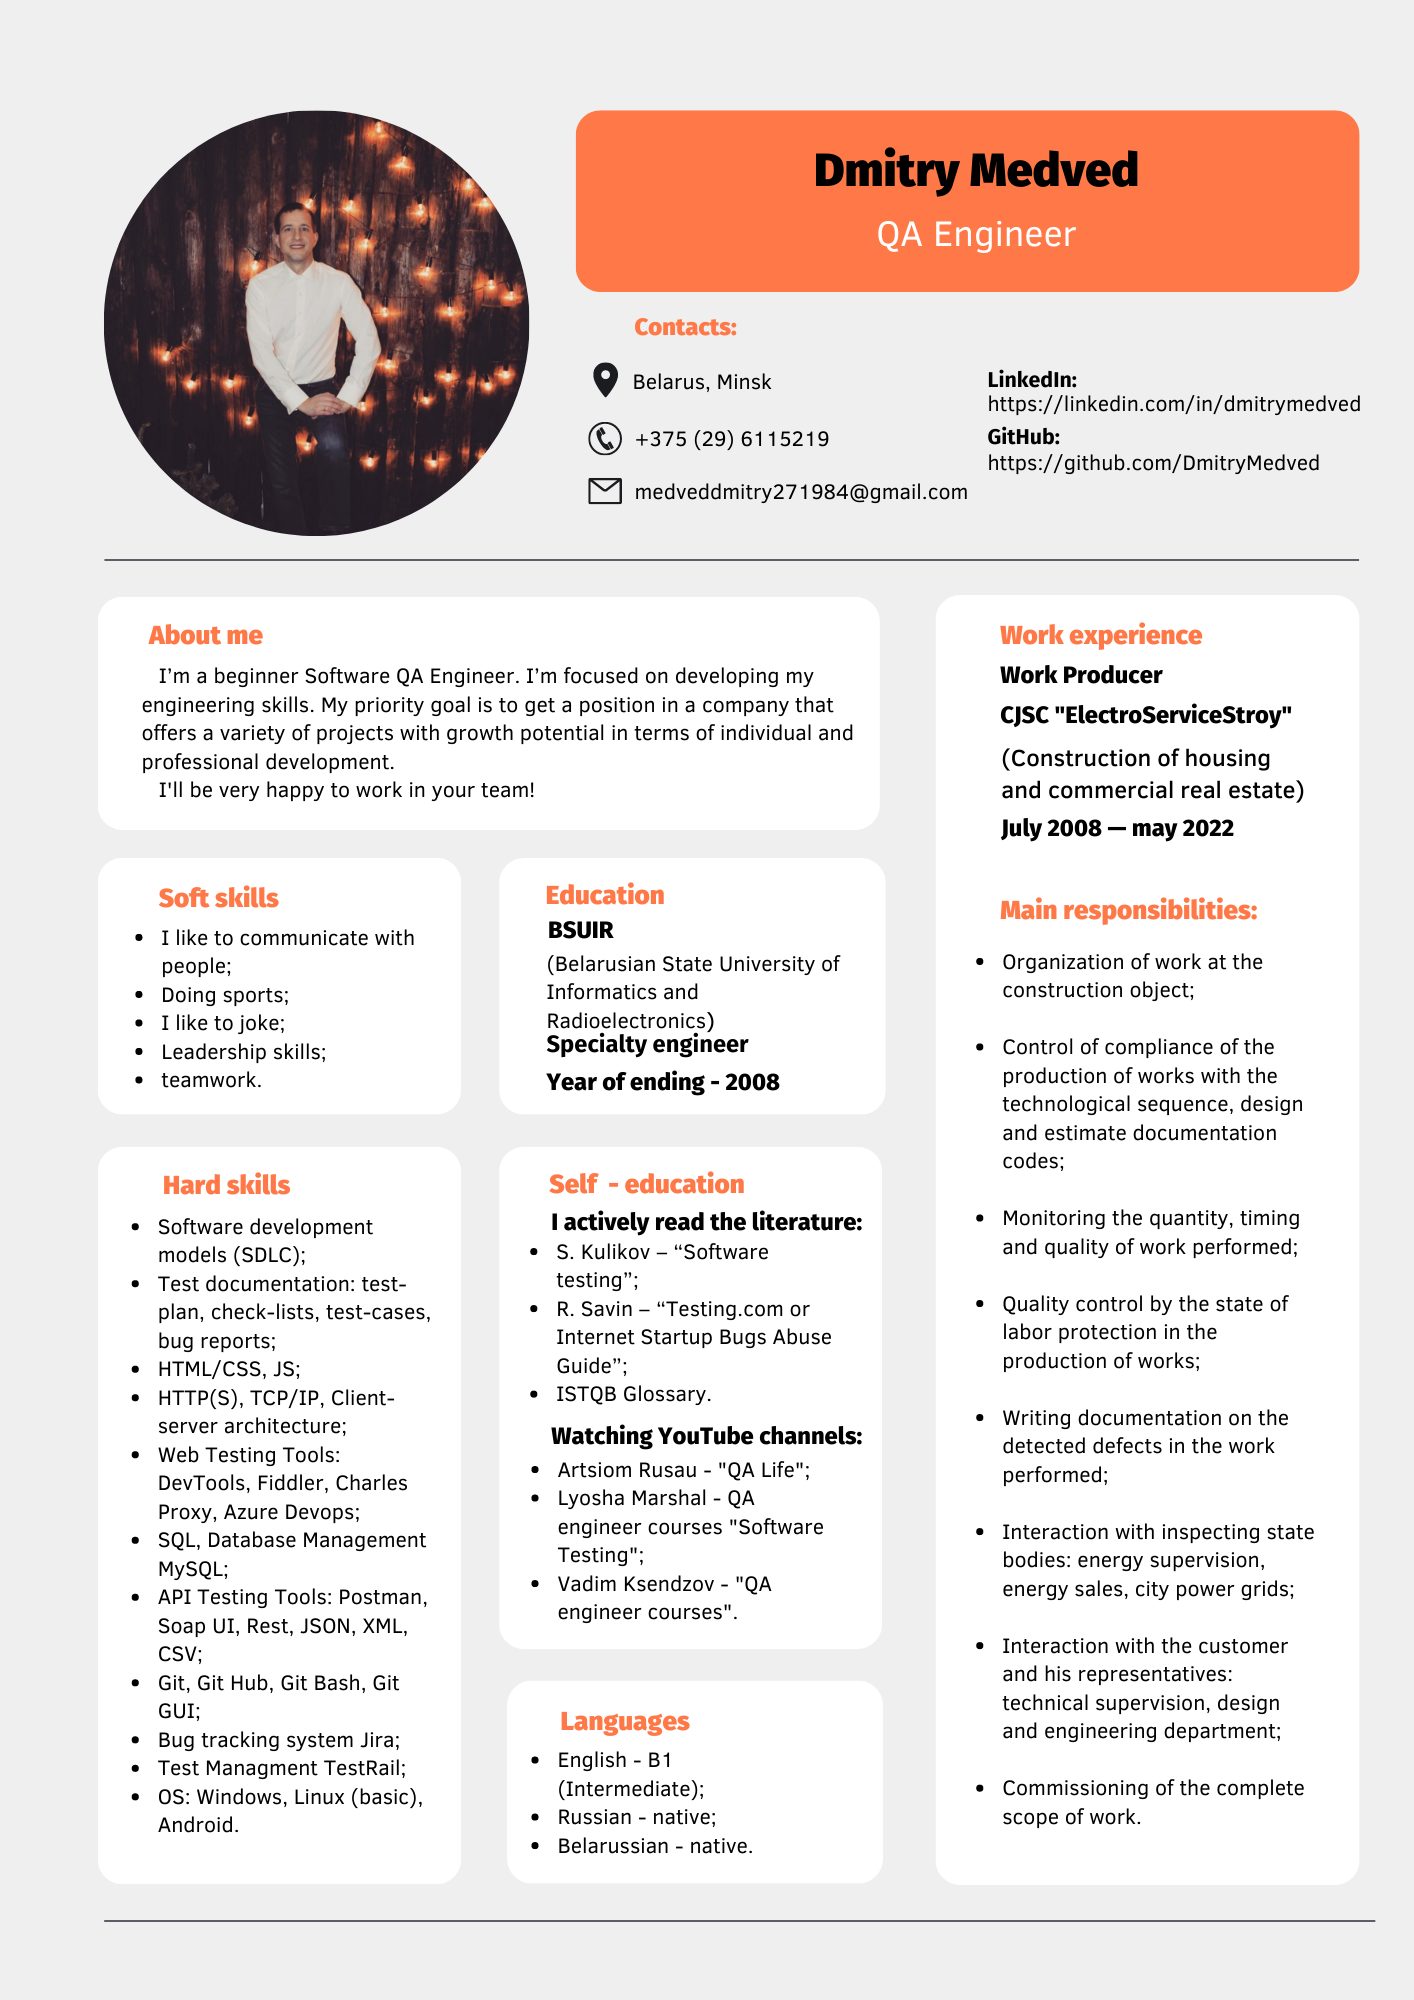 Dmitry Medved
QA Engineer
Contacts:
Belarus, Minsk
+375 (29) 6115219
medveddmitry271984@gmail.com
LinkedIn:
https://linkedin.com/in/dmitrymedved
GitHub:
https://github.com/DmitryMedved
About me
I’m a beginner Software QA Engineer. I’m focused on developing my
engineering skills. My priority goal is to get a position in a company that
offers a variety of projects with growth potential in terms of individual and
professional development.
I'll be very happy to work in your team!
Soft skills
• I like to communicate with
people;
• Doing sports;
• I like to joke;
• Leadership skills;
• teamwork.
Education
BSUIR
(Belarusian State University of
Informatics and
Radioelectronics)
Specialty engineer
Year of ending - 2008
Hard skills
• Software development
models (SDLC);
• Test documentation: test-
plan, check-lists, test-cases,
bug reports;
• HTML/CSS, JS;
• HTTP(S), TCP/IP, Client-
server architecture;
• Web Testing Tools:
DevTools, Fiddler, Charles
Proxy, Azure Devops;
• SQL, Database Management
MySQL;
• API Testing Tools: Postman,
Soap UI, Rest, JSON, XML,
CSV;
• Git, Git Hub, Git Bash, Git
GUI;
• Bug tracking system Jira;
• Test Managment TestRail;
• OS: Windows, Linux (basic),
Android.
Self - education
I actively read the literature:
• S. Kulikov – “Software
testing”;
• R. Savin – “Testing.com or
Internet Startup Bugs Abuse
Guide”;
• ISTQB Glossary.
Watching YouTube channels:
• Artsiom Rusau - "QA Life";
• Lyosha Marshal - QA
engineer courses "Software
Testing";
• Vadim Ksendzov - "QA
engineer courses".
Languages
• English - B1
(Intermediate);
• Russian - native;
• Belarussian - native.
Work experience
Work Producer
CJSC "ElectroServiceStroy"
(Construction of housing
and commercial real estate)
July 2008 — may 2022
Main responsibilities:
• Organization of work at the
construction object;
• Control of compliance of the
production of works with the
technological sequence, design
and estimate documentation
codes;
• Monitoring the quantity, timing
and quality of work performed;
• Quality control by the state of
labor protection in the
production of works;
• Writing documentation on the
detected defects in the work
performed;
• Interaction with inspecting state
bodies: energy supervision,
energy sales, city power grids;
• Interaction with the customer
and his representatives:
technical supervision, design
and engineering department;
• Commissioning of the complete
scope of work.